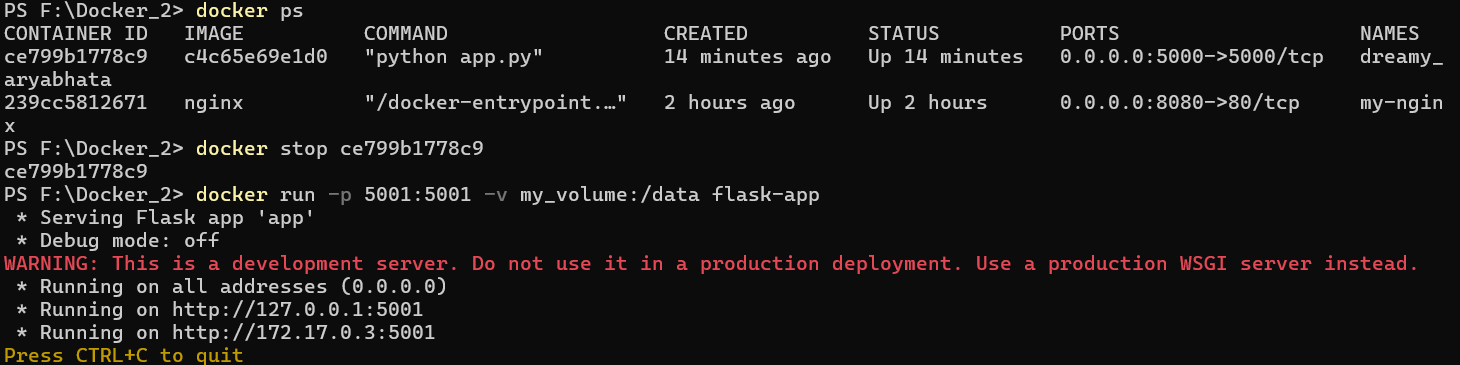 PS F:\Docker_2> docker ps
CONTAINER ID   IMAGE          COMMAND                  CREATED          STATUS          PORTS                    NAMES
ce799b1778c9   c4c65e69e1d0   "python app.py"          14 minutes ago   Up 14 minutes   0.0.0.0:5000->5000/tcp   dreamy_
aryabhata
239cc5812671   nginx          "/docker-entrypoint.…"   2 hours ago      Up 2 hours      0.0.0.0:8080->80/tcp     my-ngin
x
PS F:\Docker_2> docker stop ce799b1778c9
ce799b1778c9
PS F:\Docker_2> docker run -p 5001:5001 -v my_volume:/data flask-app
 * Serving Flask app 'app'
 * Debug mode: off
WARNING: This is a development server. Do not use it in a production deployment. Use a production WSGI server instead.
 * Running on all addresses (0.0.0.0)
 * Running on http://127.0.0.1:5001
 * Running on http://172.17.0.3:5001
Press CTRL+C to quit